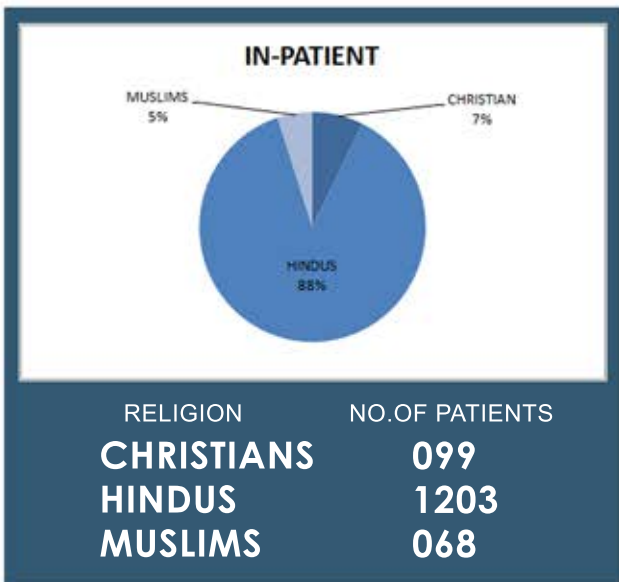 IN-PATIENT
MUSLIMS
5%
CHRISTIAN
7%
HINDUS
88%
RELIGION NO.OF PATIENTS
CHRISTIANS 099
HINDUS 1203
MUSLIMS 068